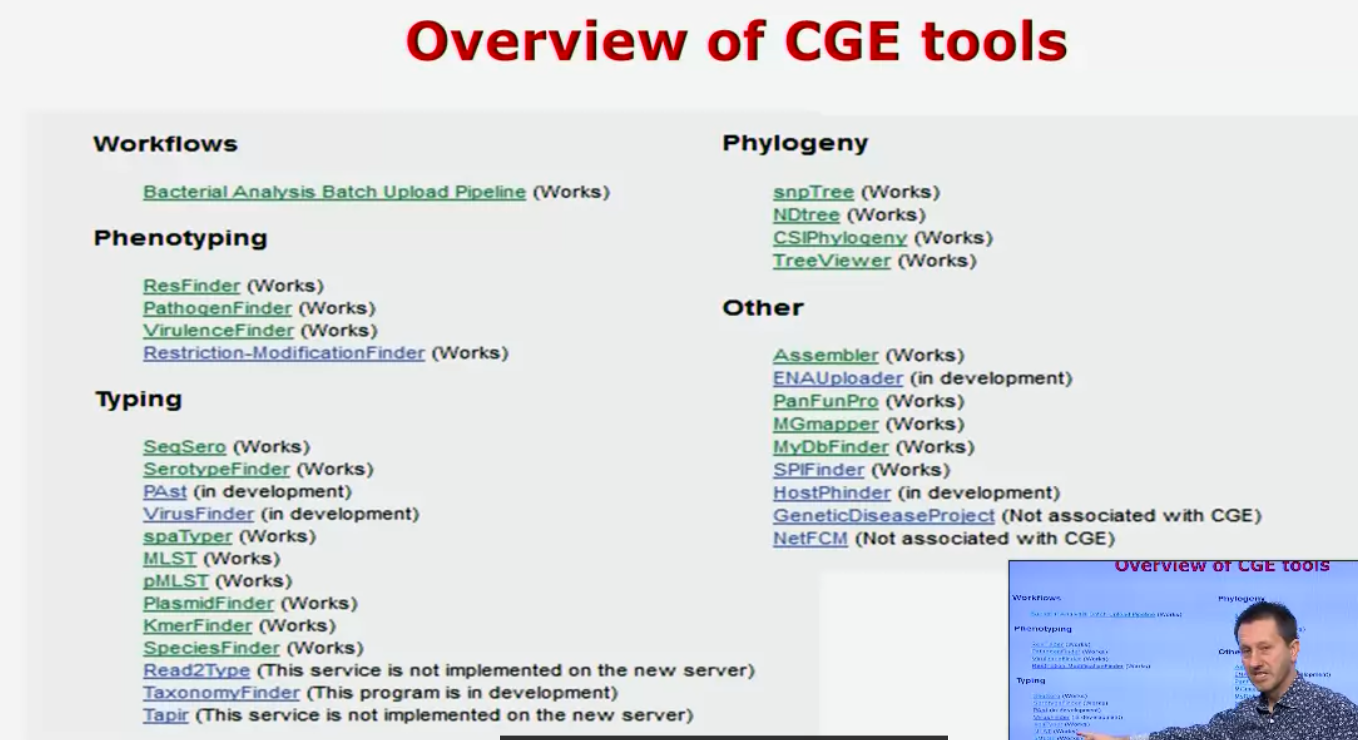 Overview of CGE tools
Workflows
Bacterial Analysis Batch Upload Pipeline (Works)
Phenotyping
ResFinder (Works)
PathogenFinder (Works)
VirulenceFinder (Works)
Restriction-ModificationFinder (Works)
Typing
SeqSero (Works)
SerotypeFinder (Works)
PAst (in development)
VirusFinder (in development)
spaTyper (Works)
MLST (Works)
pMLST (Works)
PlasmidFinder (Works)
KmerFinder (Works)
SpeciesFinder (Works)
Read2Type (This service is not implemented on the new server)
TaxonomyFinder (This program is in development)
Tapir (This service is not implemented on the new server)
Phylogeny
snpTree (Works)
NDtree (Works)
CSIPhylogeny (Works)
TreeViewer (Works)
Other
Assembler (Works)
ENAUploader (in development)
PanFunPro (Works)
MGmapper (Works)
MyDbFinder (Works)
SPIFinder (Works)
HostPhinder (in development)
GeneticDiseaseProject (Not associated with CGE)
NetFCM (Not associated with CGE)
Overview of CGE tools
Workflows
Phylogeny
Phenotyping
Typing